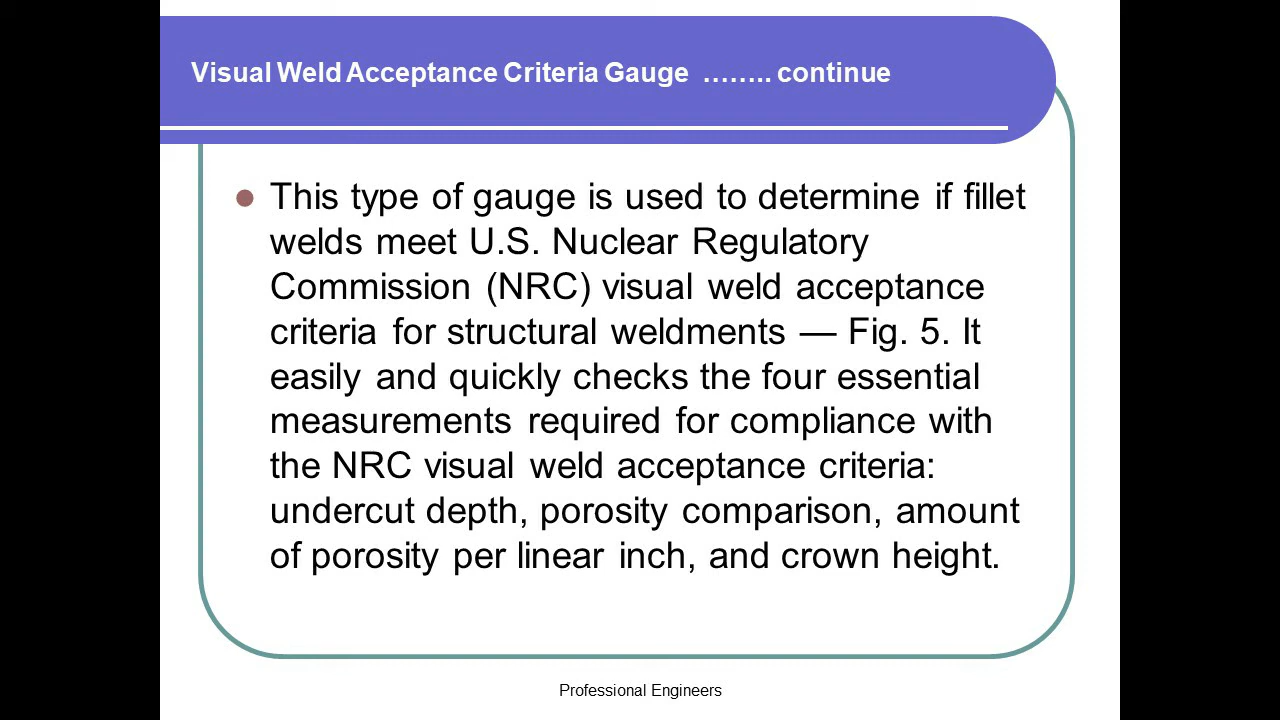 Visual Weld Acceptance Criteria Gauge …….. continue
This type of gauge is used to determine if fillet
welds meet U.S. Nuclear Regulatory
Commission (NRC) visual weld acceptance
criteria for structural weldments — Fig. 5. It
easily and quickly checks the four essential
measurements required for compliance with
the NRC visual weld acceptance criteria:
undercut depth, porosity comparison, amount
of porosity per linear inch, and crown height.
Professional Engineers